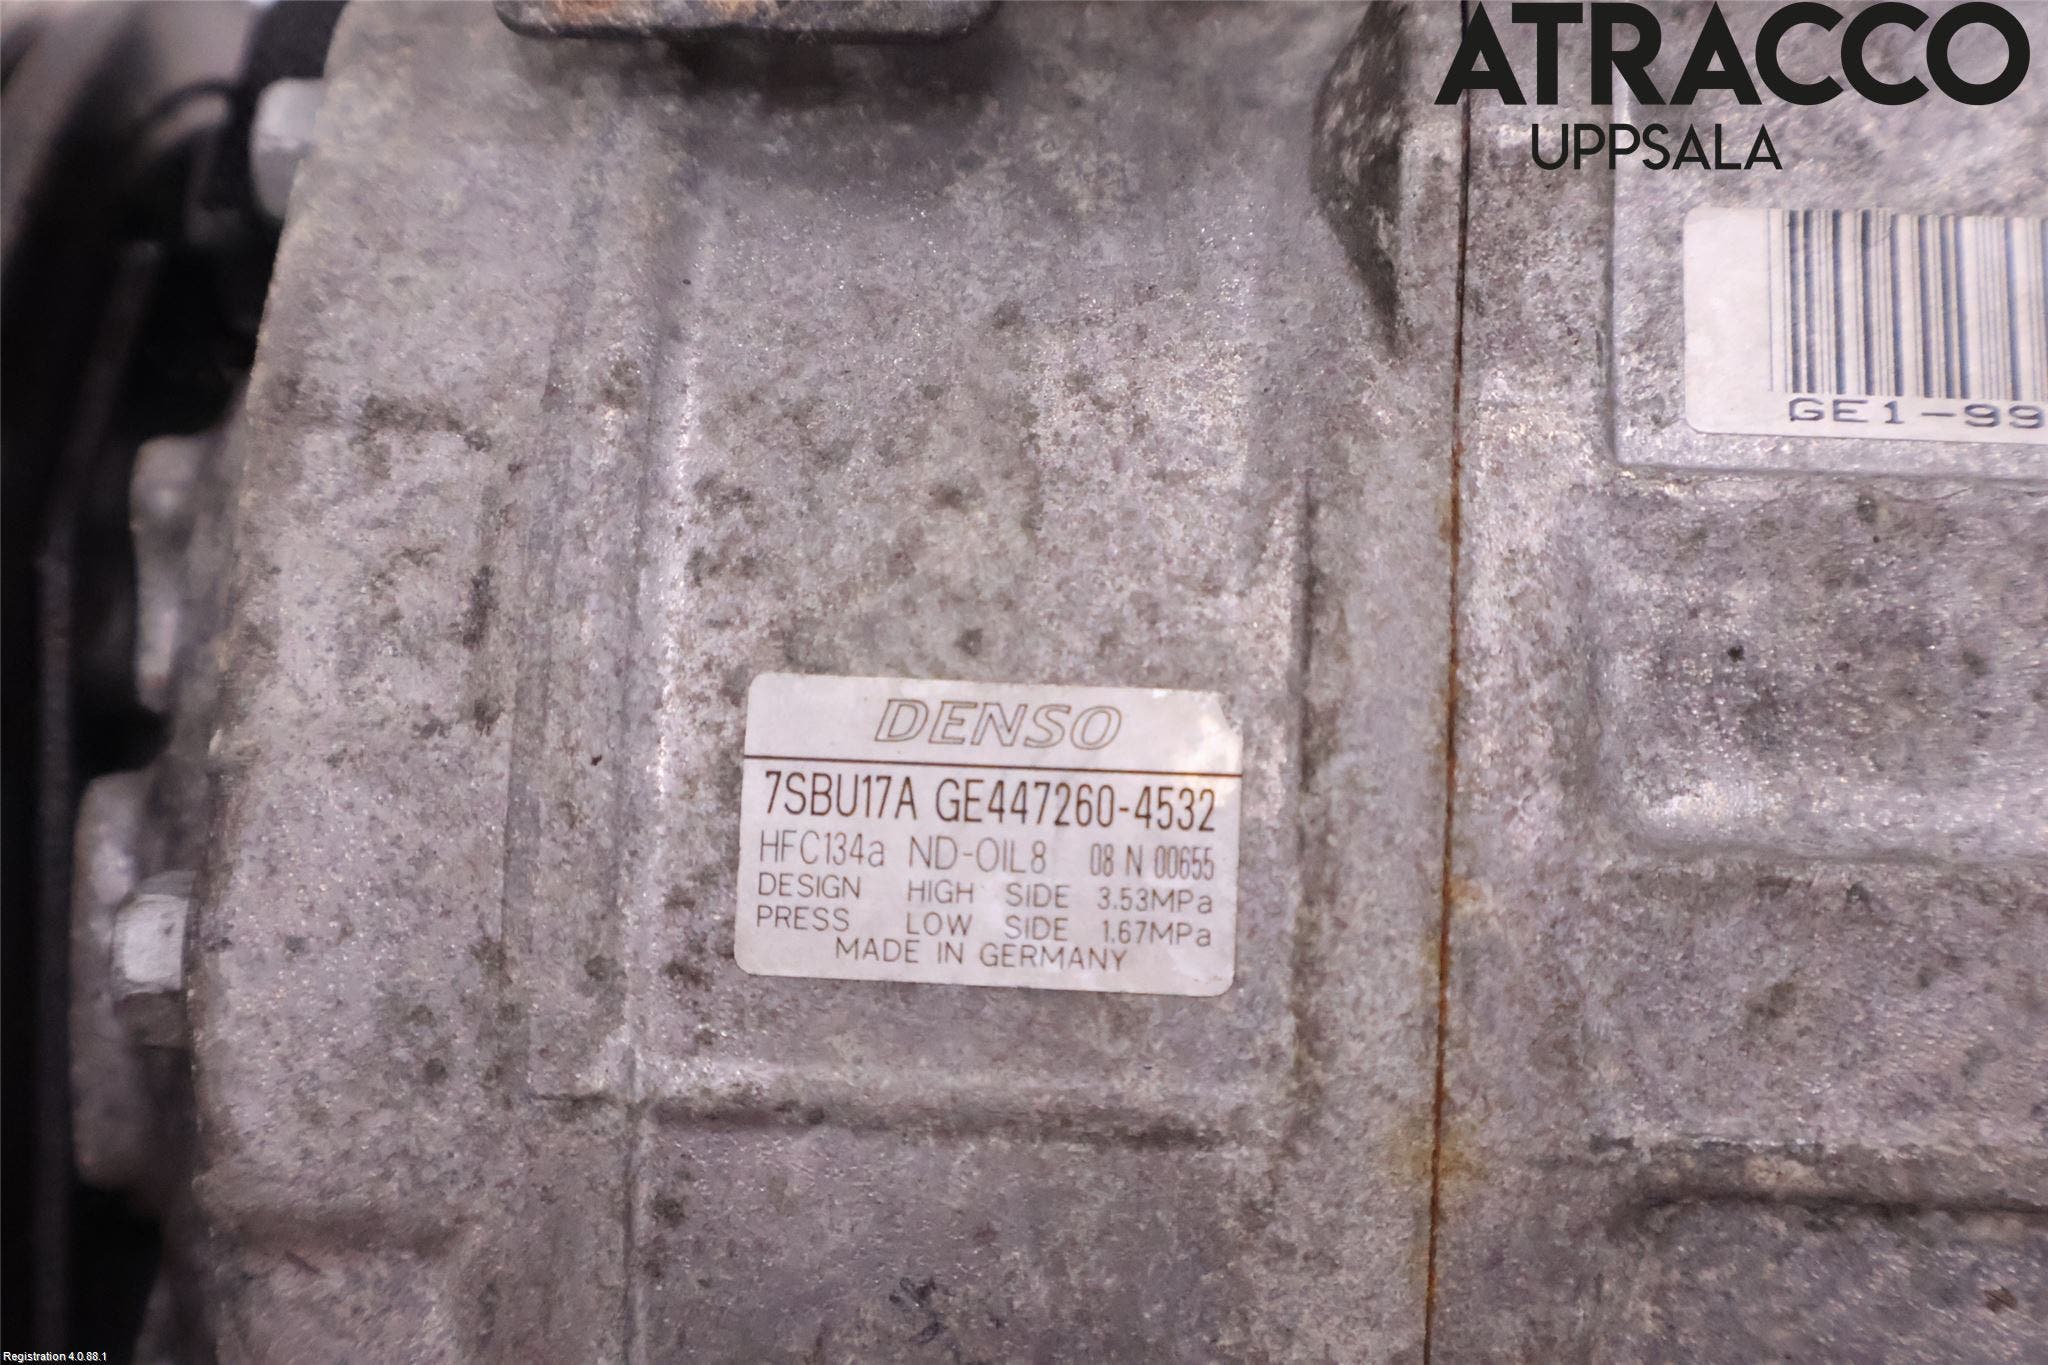 ATRACCO
UPPSALA
GE1-99
DENSO
7SBU17A GE447260-4532
HFC134a ND-OIL8 08 N 00655
DESIGN HIGH SIDE 3.53MPa
PRESS LOW SIDE 1.67MPa
MADE IN GERMANY
Registration 4.0.88.1